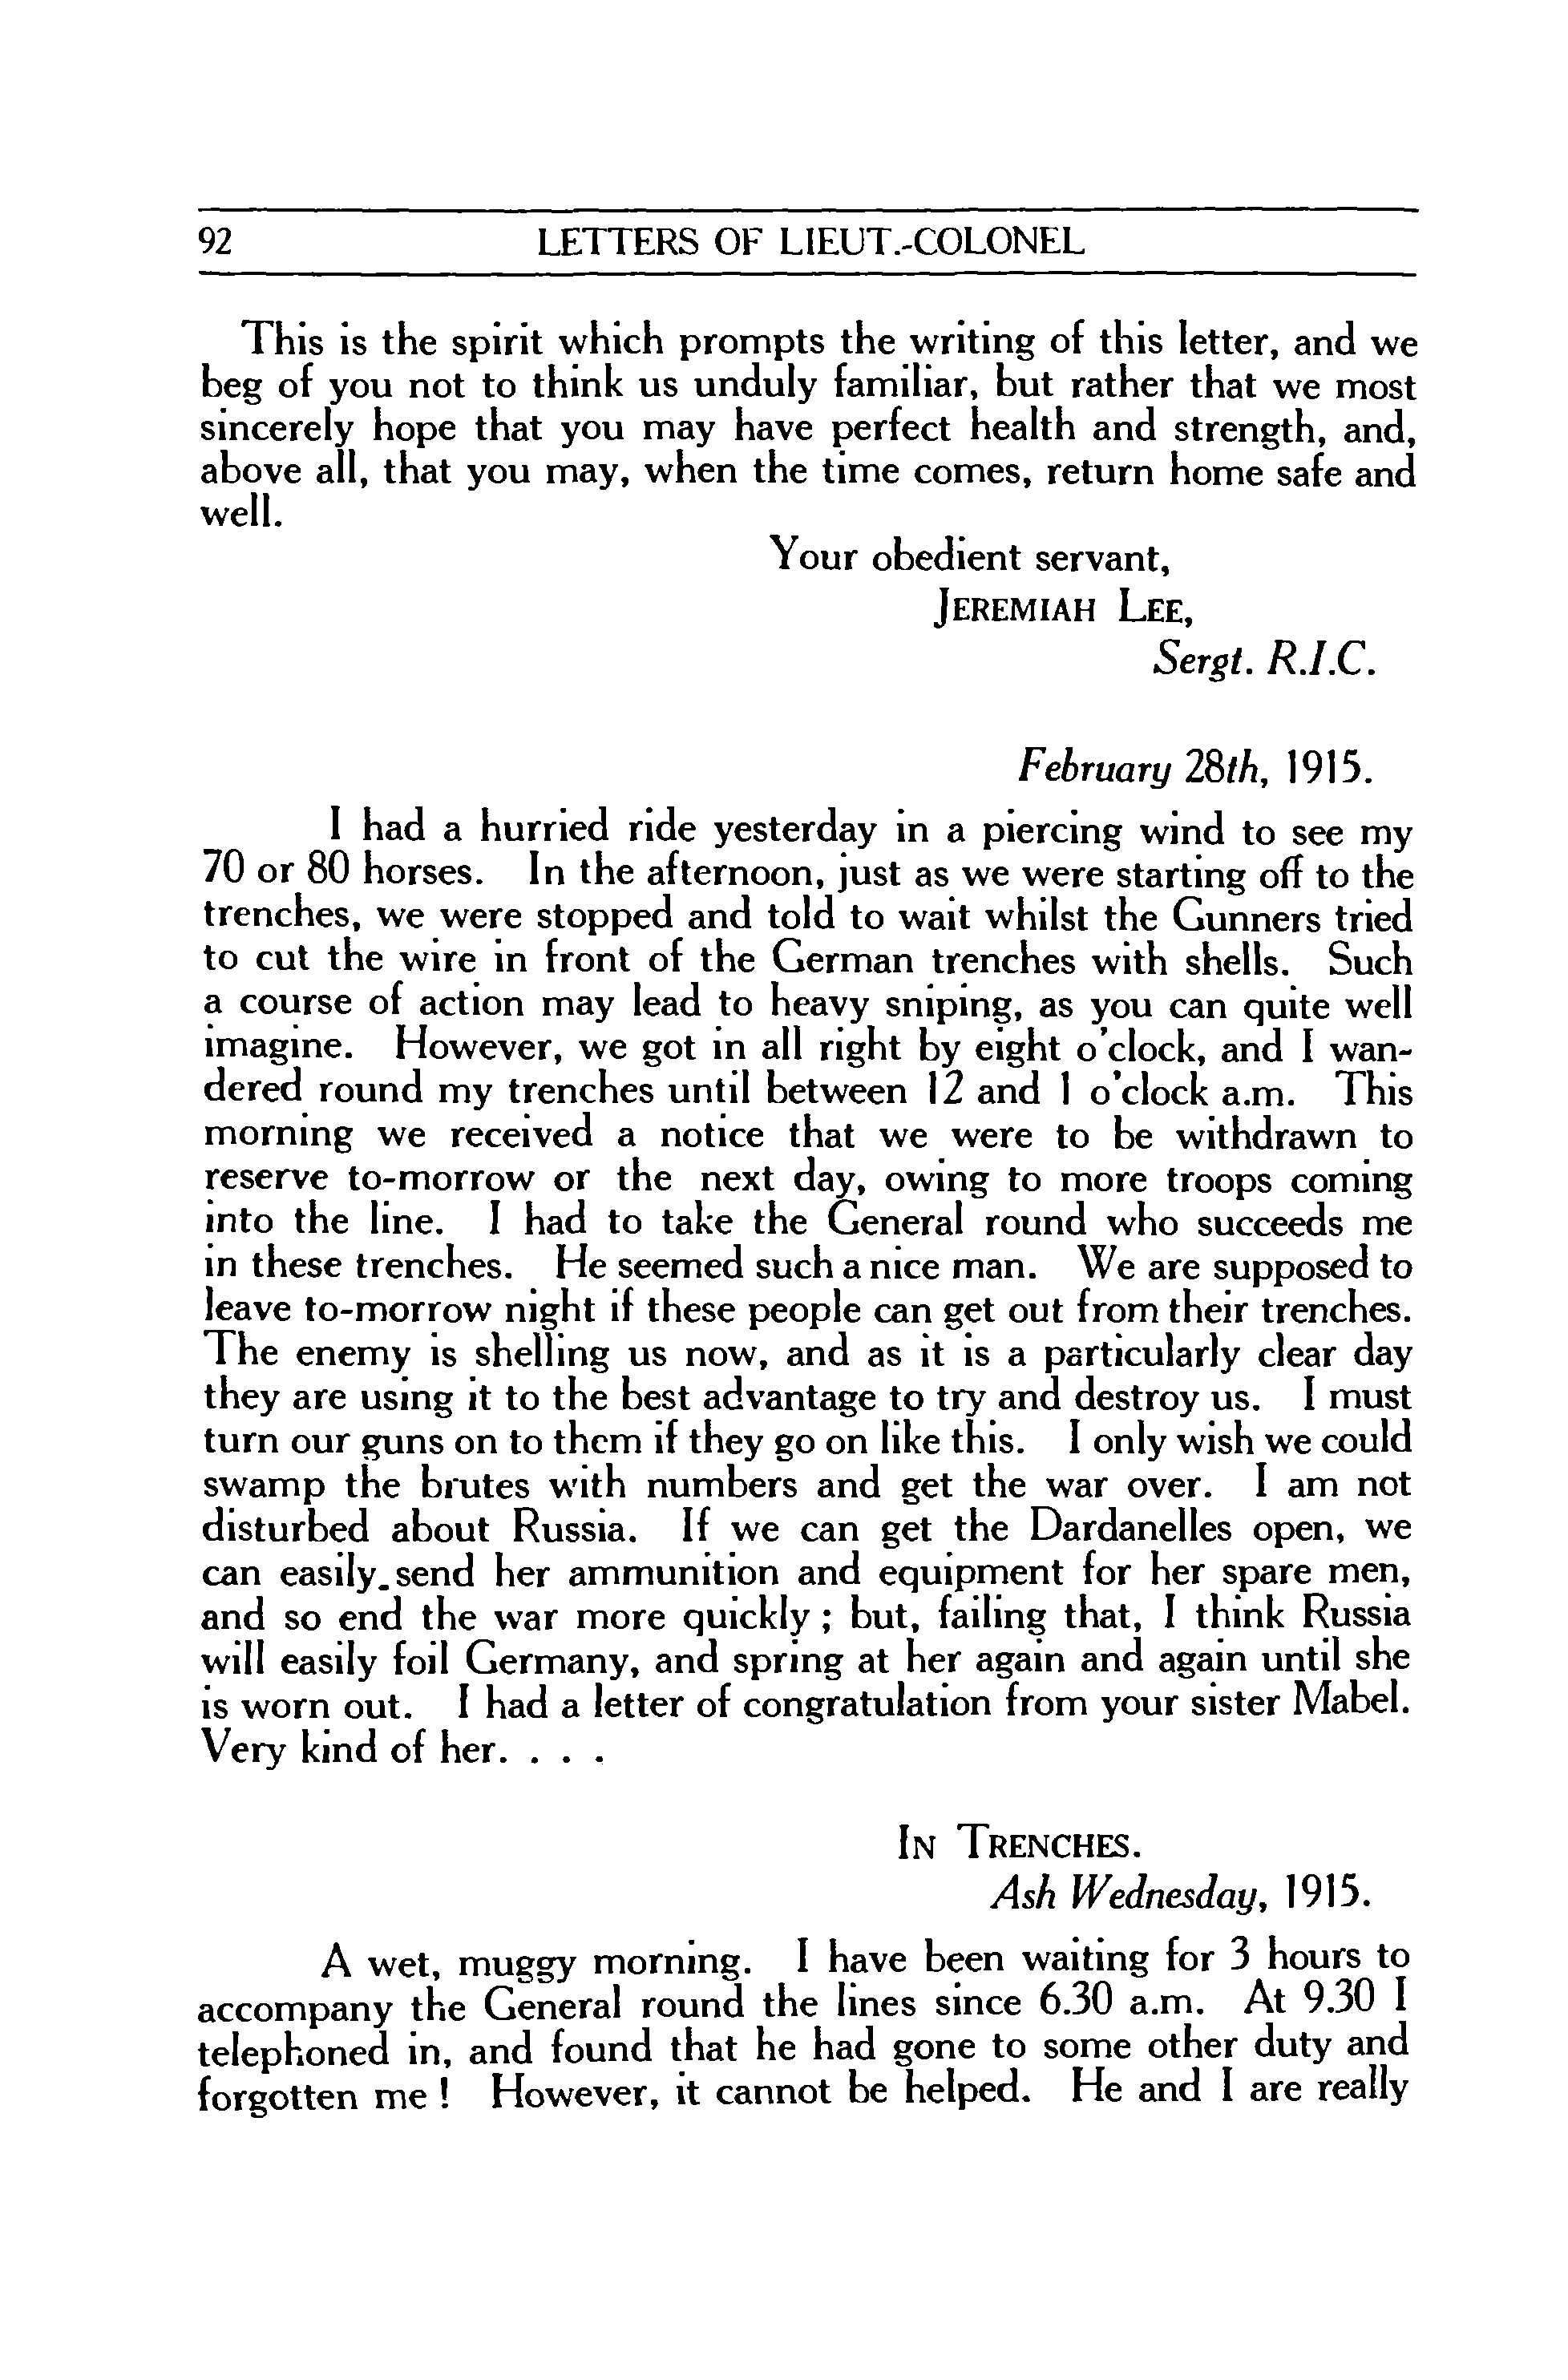 92 LETTERS OF LIEUT.-COLONEL
This is the spirit which prompts the writing of this letter, and we
beg of you not to think us unduly familiar, but rather that we most
sincerely hope that you may have perfect health and strength, and,
above all, that you may, when the time comes, return home safe and
well.
Your obedient servant,
JEREMIAH LEE,
Sergt. R.I.C.
February 28th, 1915.
I had a hurried ride yesterday in a piercing wind to see my
70 or 80 horses. In the afternoon, just as we were starting off to the
trenches, we were stopped and told to wait whilst the Gunners tried
to cut the wire in front of the German trenches with shells. Such
a course of action may lead to heavy sniping, as you can quite well
imagine. However, we got in all right by eight o'clock, and I wan-
dered round my trenches until between 12 and 1 o'clock a.m. This
morning we received a notice that we were to be withdrawn to
reserve to-morrow or the next day, owing to more troops coming
into the line. I had to take the General round who succeeds me
in these trenches. He seemed such a nice man. We are supposed to
leave to-morrow night if these people can get out from their trenches.
The enemy is shelling us now, and as it is a particularly clear day
they are using it to the best advantage to try and destroy us. I must
turn our guns on to them if they go on like this. I only wish we could
swamp the brutes with numbers and get the war over. I am not
disturbed about Russia. If we can get the Dardanelles open, we
can easily. send her ammunition and equipment for her spare men,
and so end the war more quickly ; but, failing that, I think Russia
will easily foil Germany, and spring at her again and again until she
is worn out. I had a letter of congratulation from your sister Mabel.
Very kind of her. . . .
IN TRENCHES.
Ash Wednesday, 1915.
A wet, muggy morning. I have been waiting for 3 hours to
accompany the General round the lines since 6.30 a.m. At 9.30 I
telephoned in, and found that he had gone to some other duty and
forgotten me ! However, it cannot be helped. He and I are really